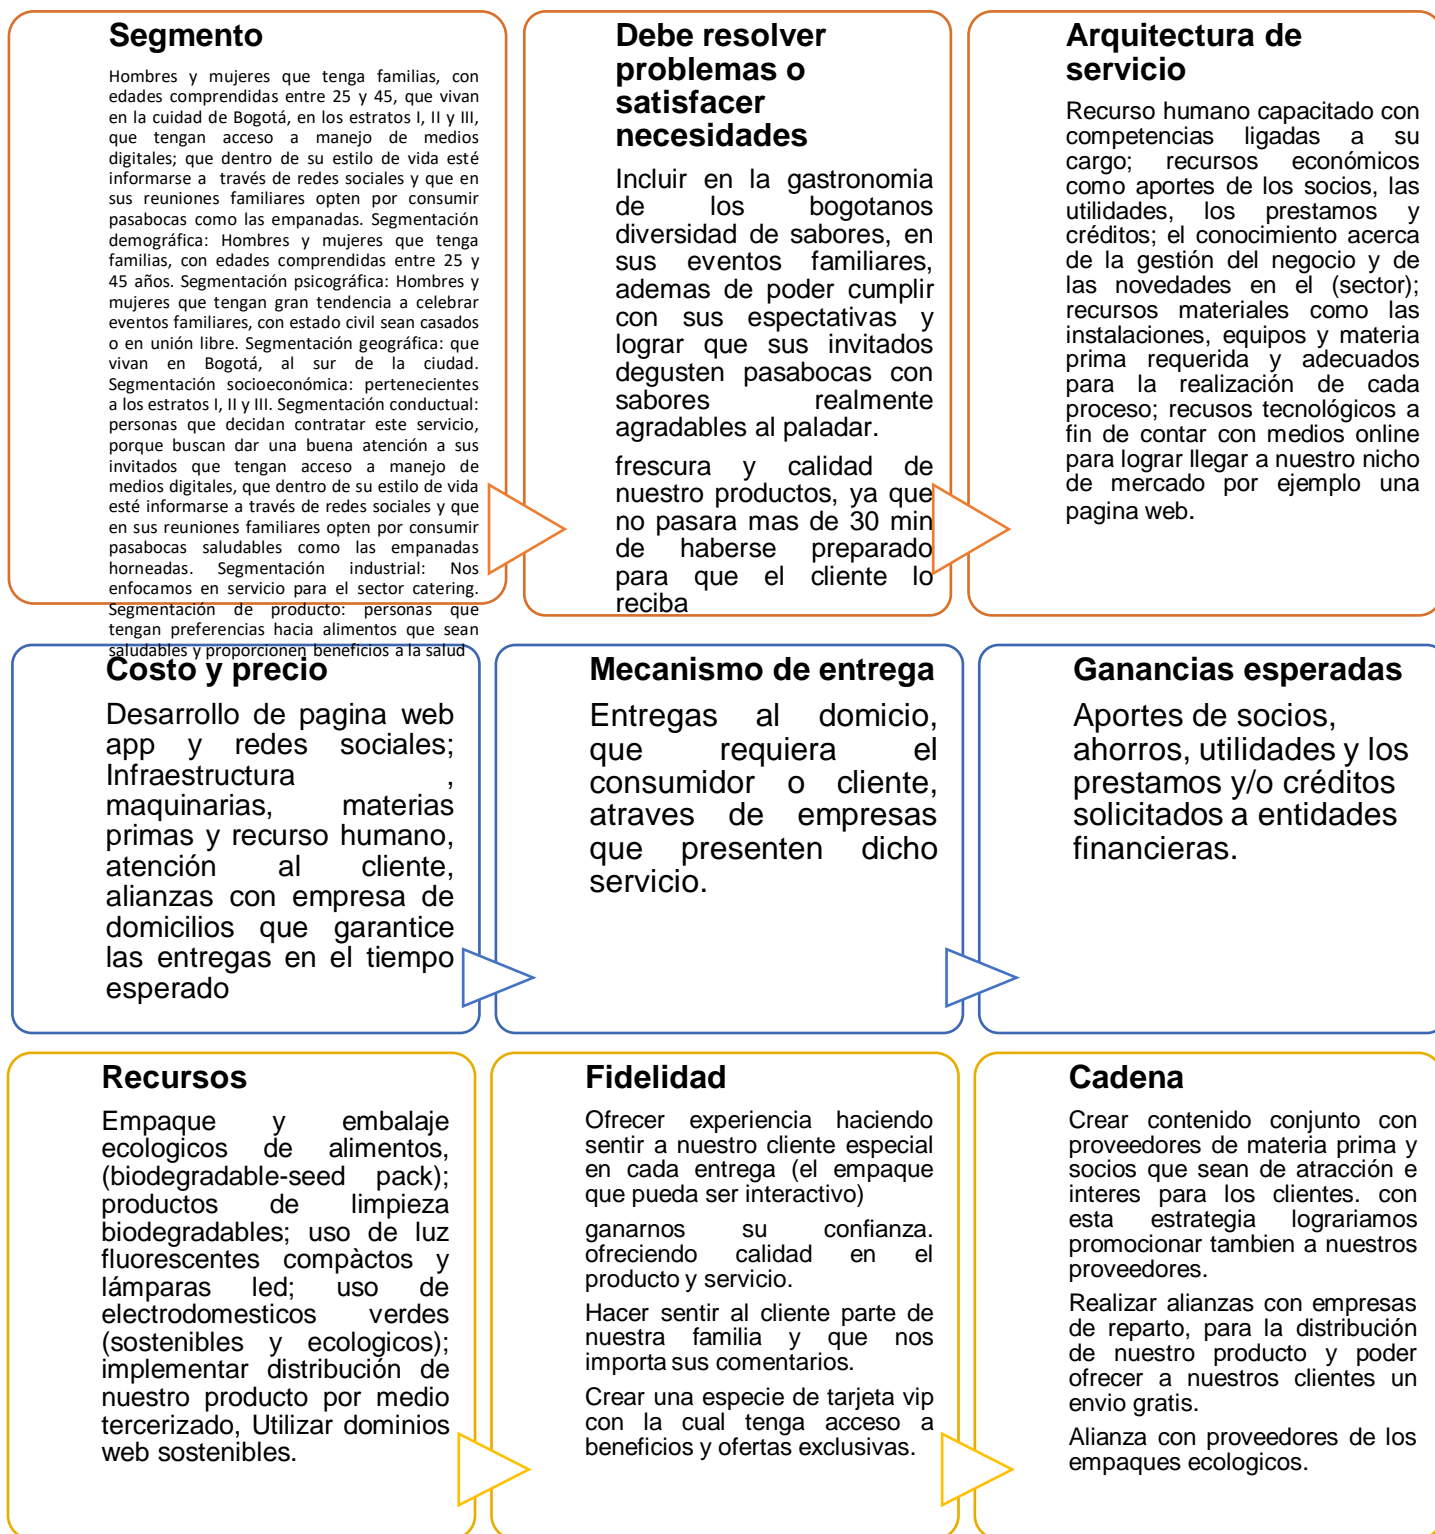 Segmento
Hombres y mujeres que tenga familias, con
edades comprendidas entre 25 y 45, que vivan
en la cuidad de Bogotá, en los estratos I, II y III,
que tengan acceso a manejo de medios
digitales; que dentro de su estilo de vida esté
informarse a través de redes sociales y que en
sus reuniones familiares opten por consumir
pasabocas como las empanadas. Segmentación
demográfica: Hombres y mujeres que tenga
familias, con edades comprendidas entre 25 y
45 años. Segmentación psicográfica: Hombres y
mujeres que tengan gran tendencia a celebrar
eventos familiares, con estado civil sean casados
o en unión libre. Segmentación geográfica: que
vivan en Bogotá, al sur de la ciudad.
Segmentación socioeconómica: pertenecientes
a los estratos I, II y III. Segmentación conductual:
personas que decidan contratar este servicio,
porque buscan dar una buena atención a sus
invitados que tengan acceso a manejo de
medios digitales, que dentro de su estilo de vida
esté informarse a través de redes sociales y que
en sus reuniones familiares opten por consumir
pasabocas saludables como las empanadas
horneadas. Segmentación industrial: Nos
enfocamos en servicio para el sector catering.
Segmentación de producto: personas que
tengan preferencias hacia alimentos que sean
saludables y proporcionen beneficios a la salud
Debe resolver
problemas o
satisfacer
necesidades
Incluir en la gastronomia
de los bogotanos
diversidad de sabores, en
sus eventos familiares,
ademas de poder cumplir
con sus espectativas y
lograr que sus invitados
degusten pasabocas con
sabores realmente
agradables al paladar.
frescura y calidad de
nuestro productos, ya que
no pasara mas de 30 min
de haberse preparado
para que el cliente lo
reciba
Arquitectura de
servicio
Recurso humano capacitado con
competencias ligadas a su
cargo; recursos económicos
como aportes de los socios, las
utilidades, los prestamos y
créditos; el conocimiento acerca
de la gestión del negocio y de
las novedades en el (sector);
recursos materiales como las
instalaciones, equipos y materia
prima requerida y adecuados
para la realización de cada
proceso; recusos tecnológicos a
fin de contar con medios online
para lograr llegar a nuestro nicho
de mercado por ejemplo una
pagina web.
Costo y precio
Desarrollo de pagina web
app y redes sociales;
Infraestructura ,
maquinarias, materias
primas y recurso humano,
atención al cliente,
alianzas con empresa de
domicilios que garantice
las entregas en el tiempo
esperado
Mecanismo de entrega
Entregas al domicio,
que requiera el
consumidor o cliente,
atraves de empresas
que presenten dicho
servicio.
Ganancias esperadas
Aportes de socios,
ahorros, utilidades y los
prestamos y/o créditos
solicitados a entidades
financieras.
Recursos
Empaque y embalaje
ecologicos de alimentos,
(biodegradable-seed pack);
productos de limpieza
biodegradables; uso de luz
fluorescentes compàctos y
lámparas led; uso de
electrodomesticos verdes
(sostenibles y ecologicos);
implementar distribución de
nuestro producto por medio
tercerizado, Utilizar dominios
web sostenibles.
Fidelidad
Ofrecer experiencia haciendo
sentir a nuestro cliente especial
en cada entrega (el empaque
que pueda ser interactivo)
ganarnos su confianza.
ofreciendo calidad en el
producto y servicio.
Hacer sentir al cliente parte de
nuestra familia y que nos
importa sus comentarios.
Crear una especie de tarjeta vip
con la cual tenga acceso a
beneficios y ofertas exclusivas.
Cadena
Crear contenido conjunto con
proveedores de materia prima y
socios que sean de atracción e
interes para los clientes. con
esta estrategia lograriamos
promocionar tambien a nuestros
proveedores.
Realizar alianzas con empresas
de reparto, para la distribución
de nuestro producto y poder
ofrecer a nuestros clientes un
envio gratis.
Alianza con proveedores de los
empaques ecologicos.